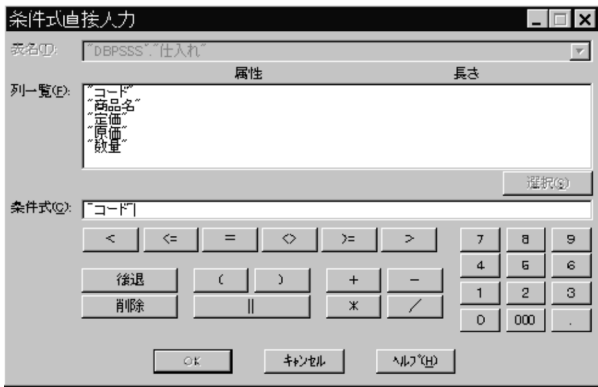 条件式直接入力
表名(T): "DBPSSS"."仕入れ"
属性 長さ
列一覧(F): "コード"
"商品名"
"定価"
"原価"
"数量"
選択(S)
条件式(C): "コード"
< <= = <> >= > 7 8 9
4 5 6
後退 ( ) + -
1 2 3
削除 || * /
0 000 .
OK キャンセル ヘルプ(H)